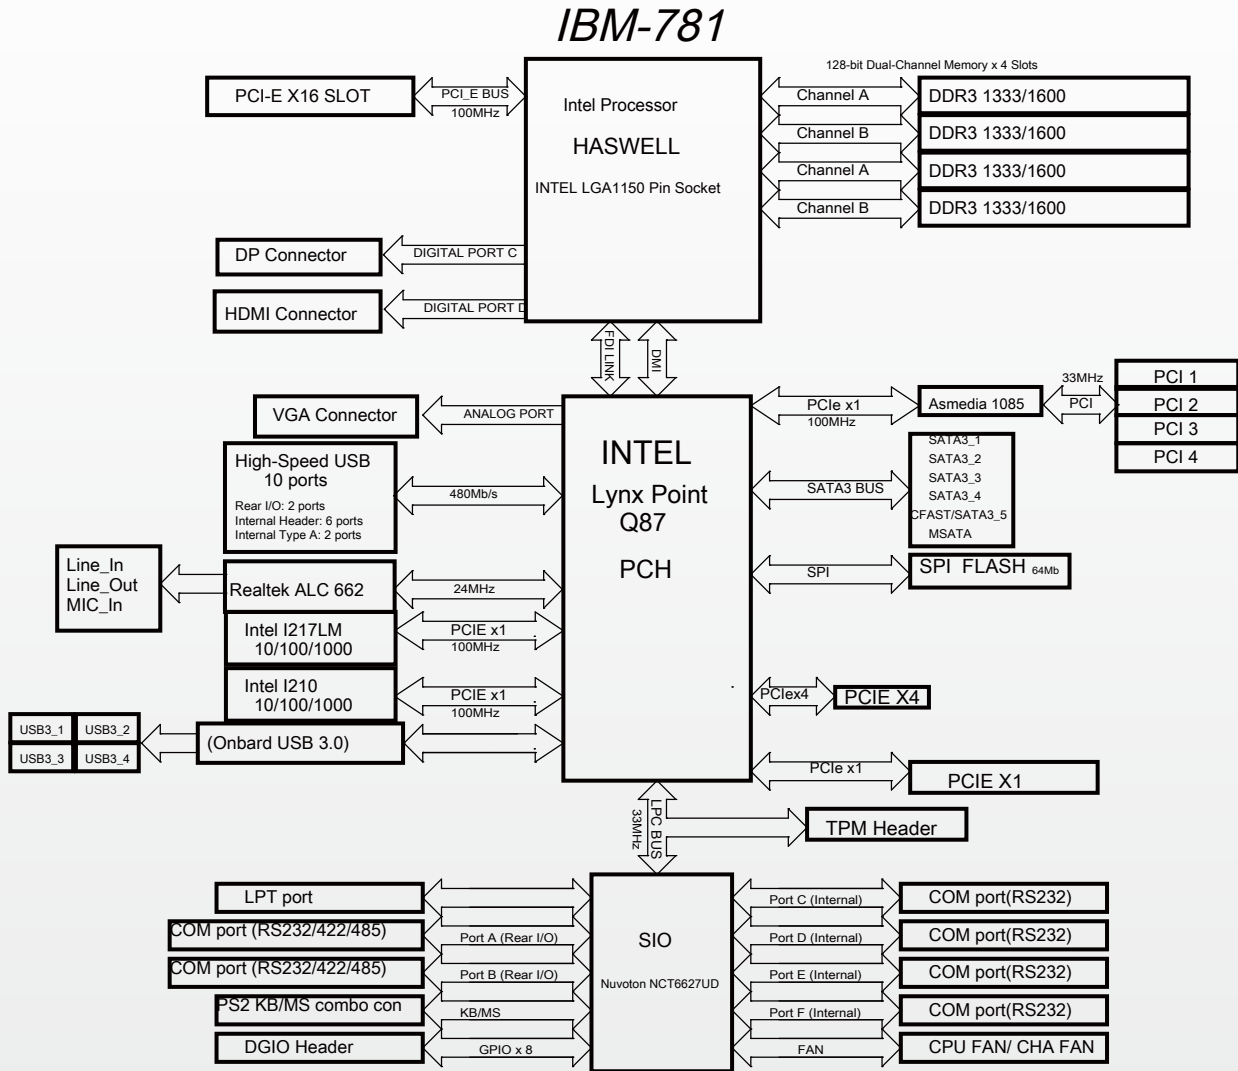 IBM-781
128-bit Dual-Channel Memory x 4 Slots
PCI-E X16 SLOT
PCI_E BUS
100MHz
Intel Processor
HASWELL
INTEL LGA1150 Pin Socket
Channel A
DDR3 1333/1600
Channel B
DDR3 1333/1600
Channel A
DDR3 1333/1600
Channel B
DDR3 1333/1600
DP Connector
DIGITAL PORT C
HDMI Connector
DIGITAL PORT D
FDI LINK
DMI
VGA Connector
ANALOG PORT
INTEL
Lynx Point
Q87
PCH
PCIe x1
100MHz
Asmedia 1085
33MHz
PCI
PCI 1
PCI 2
PCI 3
PCI 4
High-Speed USB
10 ports
Rear I/O: 2 ports
Internal Header: 6 ports
Internal Type A: 2 ports
480Mb/s
SATA3 BUS
SATA3_1
SATA3_2
SATA3_3
SATA3_4
CFAST/SATA3_5
MSATA
Line_In
Line_Out
MIC_In
Realtek ALC 662
24MHz
SPI
SPI FLASH 64Mb
Intel I217LM
10/100/1000
PCIE x1
100MHz
Intel I210
10/100/1000
PCIE x1
100MHz
PCIex4
PCIE X4
USB3_1
USB3_2
USB3_3
USB3_4
(Onbard USB 3.0)
PCIe x1
PCIE X1
LPC BUS
33MHz
TPM Header
LPT port
COM port (RS232/422/485)
Port A (Rear I/O)
COM port (RS232/422/485)
Port B (Rear I/O)
PS2 KB/MS combo con
KB/MS
DGIO Header
GPIO x 8
SIO
Nuvoton NCT6627UD
Port C (Internal)
COM port(RS232)
Port D (Internal)
COM port(RS232)
Port E (Internal)
COM port(RS232)
Port F (Internal)
COM port(RS232)
FAN
CPU FAN/ CHA FAN